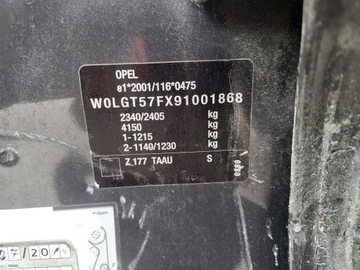 OPEL
e1*2001/116*0475
W0LGT57FX91001868
2340/2405 kg
4150 kg
1-1215 kg
2-1140/1230 kg
Z,177 TAAU S
/20